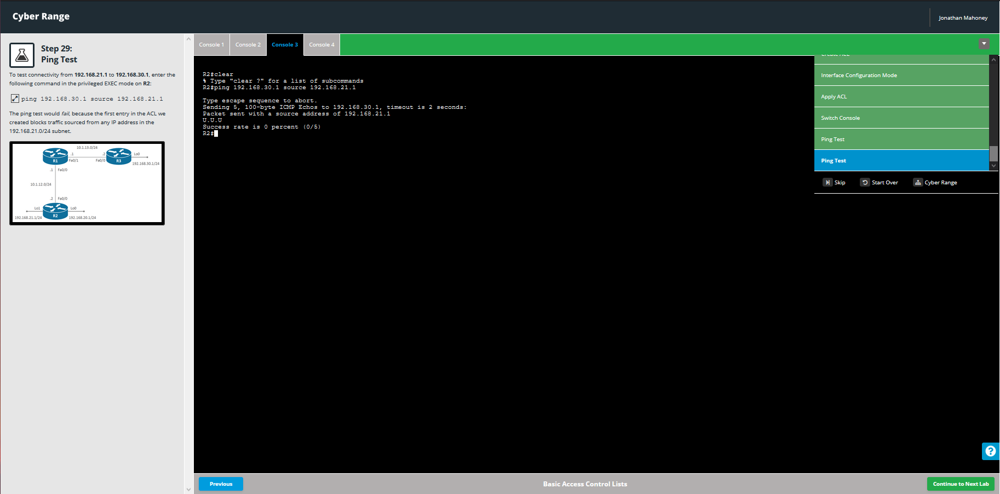 Cyber Range
Jonathan Mahoney
Step 29:
Ping Test
To test connectivity from 192.168.21.1 to 192.168.30.1, enter the
following command in the privileged EXEC mode on R2:
ping 192.168.30.1 source 192.168.21.1
The ping test would fail, because the first entry in the ACL we
created blocks traffic sourced from any IP address in the
192.168.21.0/24 subnet.
10.1.13.0/24
.1
.2
Lo0
R1
Fa0/1
Fa0/0
R3
192.168.30.1/24
.1
Fa0/0
10.1.12.0/24
.2
Fa0/0
Lo1
Lo0
R2
192.168.21.1/24
192.168.20.1/24
Console 1
Console 2
Console 3
Console 4
R2#clear
% Type "clear ?" for a list of subcommands
R2#ping 192.168.30.1 source 192.168.21.1
Type escape sequence to abort.
Sending 5, 100-byte ICMP Echos to 192.168.30.1, timeout is 2 seconds:
Packet sent with a source address of 192.168.21.1
U.U.U
Success rate is 0 percent (0/5)
R2#
Create ACL
Interface Configuration Mode
Apply ACL
Switch Console
Ping Test
Ping Test
Skip
Start Over
Cyber Range
?
Previous
Basic Access Control Lists
Continue to Next Lab